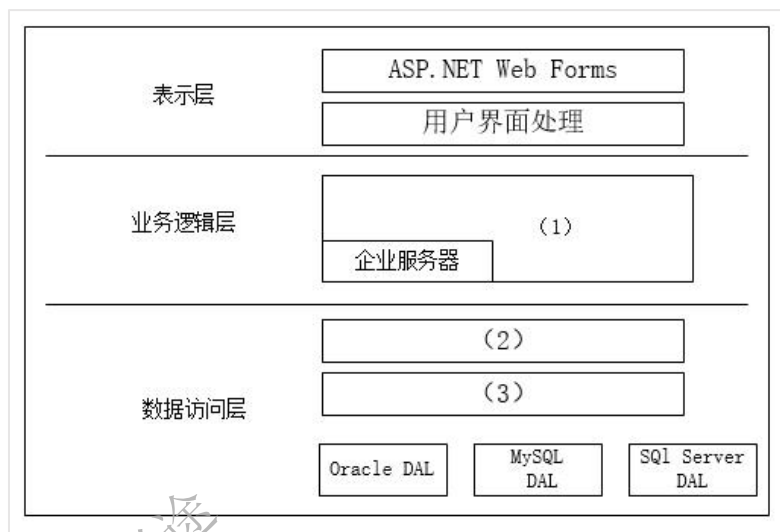 表示层
ASP.NET Web Forms
用户界面处理
业务逻辑层
(1)
企业服务器
数据访问层
(2)
(3)
Oracle DAL
MySQL
DAL
SQl Server
DAL